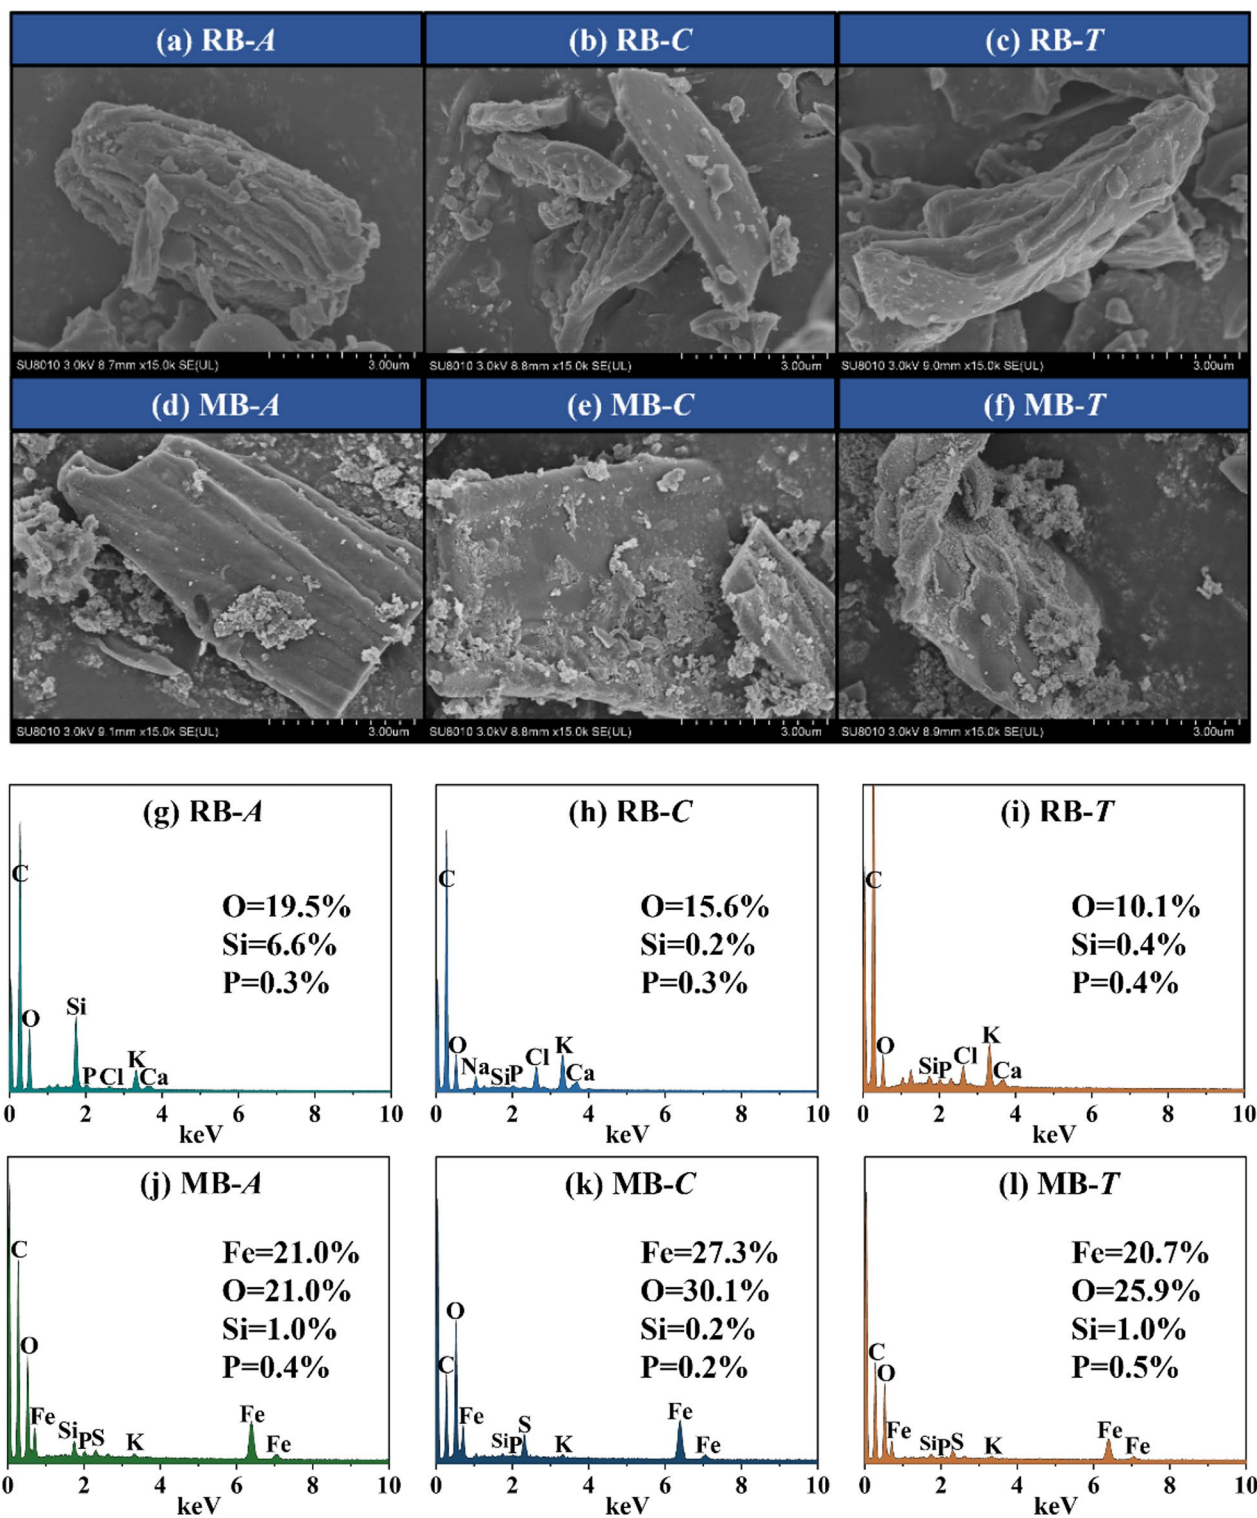 (a) RB-A
(b) RB-C
(c) RB-T
SU8010 3.0kV 8.7mm x15.0k SE(UL)
3.00um
SU8010 3.0kV 8.8mm x15.0k SE(UL)
3.00um
SU8010 3.0kV 9.0mm x15.0k SE(UL)
3.00um
(d) MB-A
(e) MB-C
(f) MB-T
SU8010 3.0kV 9.1mm x15.0k SE(UL)
3.00um
SU8010 3.0kV 8.8mm x15.0k SE(UL)
3.00um
SU8010 3.0kV 8.9mm x15.0k SE(UL)
3.00um
(g) RB-A
C
O=19.5%
Si=6.6%
P=0.3%
O
Si
P
Cl
K
Ca
0 2 4 6 8 10
keV
(h) RB-C
C
O=15.6%
Si=0.2%
P=0.3%
O
Na
Si
P
Cl
K
Ca
0 2 4 6 8 10
keV
(i) RB-T
C
O=10.1%
Si=0.4%
P=0.4%
O
Si
P
Cl
K
Ca
0 2 4 6 8 10
keV
(j) MB-A
C
Fe=21.0%
O=21.0%
Si=1.0%
P=0.4%
O
Fe
Si
P
S
K
Fe
Fe
0 2 4 6 8 10
keV
(k) MB-C
Fe=27.3%
O=30.1%
Si=0.2%
P=0.2%
O
C
Fe
Si
P
S
K
Fe
Fe
0 2 4 6 8 10
keV
(l) MB-T
Fe=20.7%
O=25.9%
Si=1.0%
P=0.5%
C
O
Fe
Si
P
S
K
Fe
Fe
0 2 4 6 8 10
keV